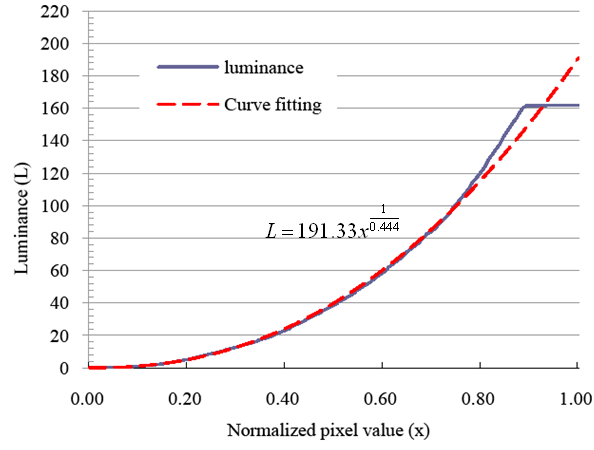 220
200
180
160
140
120
100
80
60
40
20
0
Luminance (L)
luminance
Curve fitting
L = 191.33x^(1/0.444)
0.00 0.20 0.40 0.60 0.80 1.00
Normalized pixel value (x)